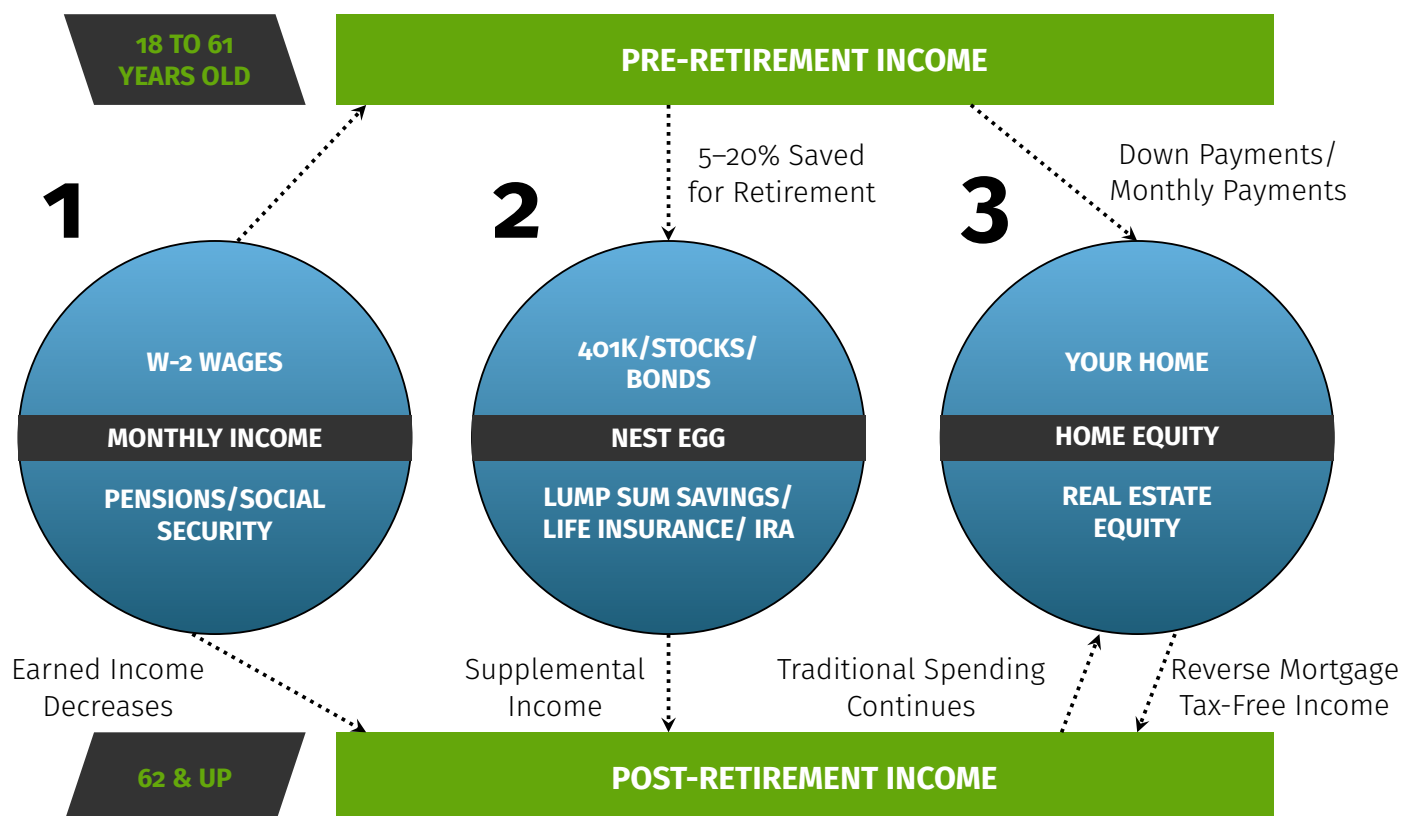 18 TO 61
YEARS OLD
PRE-RETIREMENT INCOME
5–20% Saved
for Retirement
Down Payments/
Monthly Payments
1
2
3
W-2 WAGES
MONTHLY INCOME
PENSIONS/SOCIAL
SECURITY
401K/STOCKS/
BONDS
NEST EGG
LUMP SUM SAVINGS/
LIFE INSURANCE/ IRA
YOUR HOME
HOME EQUITY
REAL ESTATE
EQUITY
Earned Income
Decreases
Supplemental
Income
Traditional Spending
Continues
Reverse Mortgage
Tax-Free Income
62 & UP
POST-RETIREMENT INCOME